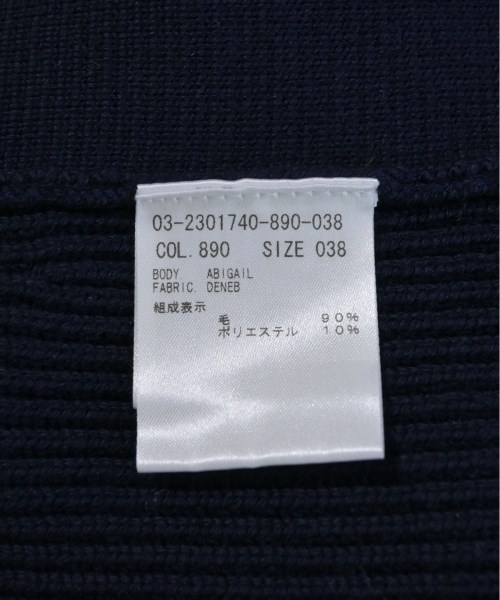 03-2301740-890-038
COL.890 SIZE 038
BODY. ABIGAIL
FABRIC. DENEB
組成表示
毛 90%
ポリエステル 10%